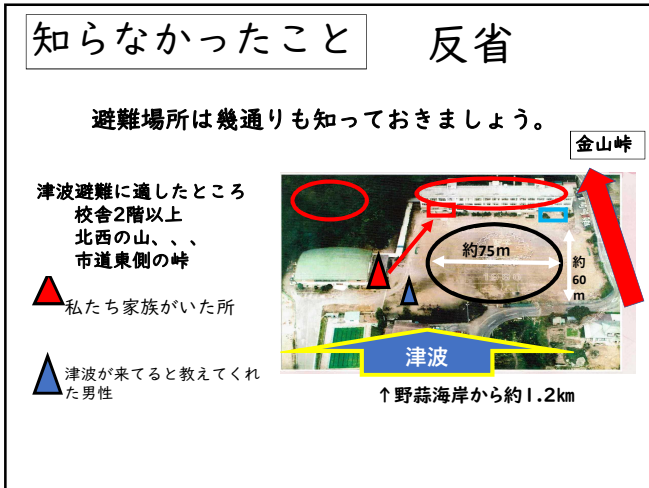 知らなかったこと
反省
避難場所は幾通りも知っておきましょう。
金山峠
津波避難に適したところ
校舎2階以上
北西の山、、、
市道東側の峠
私たち家族がいた所
津波が来てると教えてくれ
た男性
約75m
約
60
m
津波
↑野蒜海岸から約1.2km